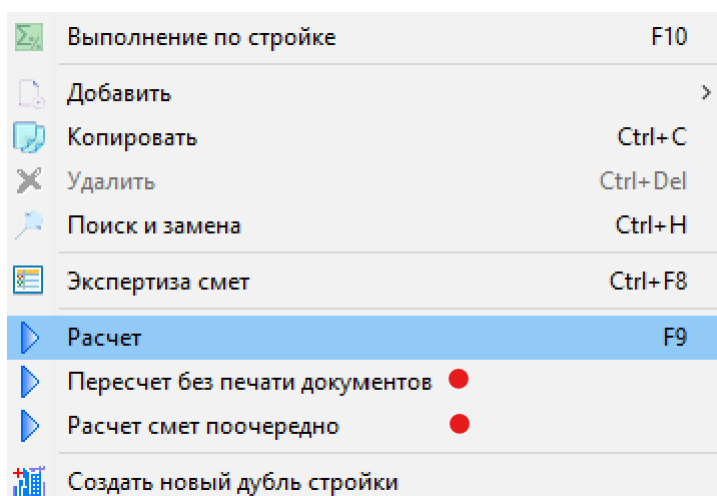 Выполнение по стройке F10
Добавить
Копировать Ctrl+C
Удалить Ctrl+Del
Поиск и замена Ctrl+H
Экспертиза смет Ctrl+F8
Расчет F9
Пересчет без печати документов
Расчет смет поочередно
Создать новый дубль стройки